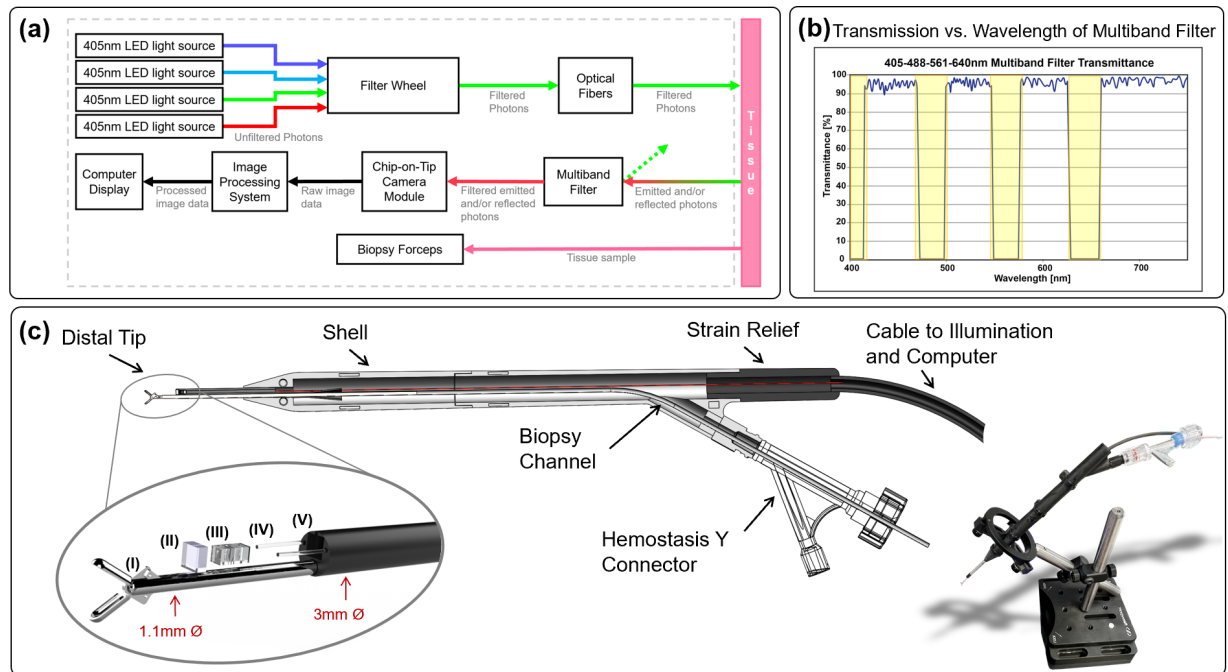 (a)
405nm LED light source
405nm LED light source
405nm LED light source
405nm LED light source
Unfiltered Photons
Filter Wheel
Filtered
Photons
Optical
Fibers
Filtered
Photons
Tissue
Computer
Display
Processed
image data
Image
Processing
System
Raw image
data
Chip-on-Tip
Camera
Module
Filtered emitted
and/or reflected
photons
Multiband
Filter
Emitted and/or
reflected photons
Biopsy Forceps
Tissue sample
(b) Transmission vs. Wavelength of Multiband Filter
405-488-561-640nm Multiband Filter Transmittance
Transmittance [%]
100
90
80
70
60
50
40
30
20
10
0
400 500 600 700
Wavelength [nm]
(c)
Distal Tip
Shell
Strain Relief
Cable to Illumination
and Computer
Biopsy
Channel
Hemostasis Y
Connector
(I)
(II)
(III)
(IV)
(V)
1.1mm Ø
3mm Ø